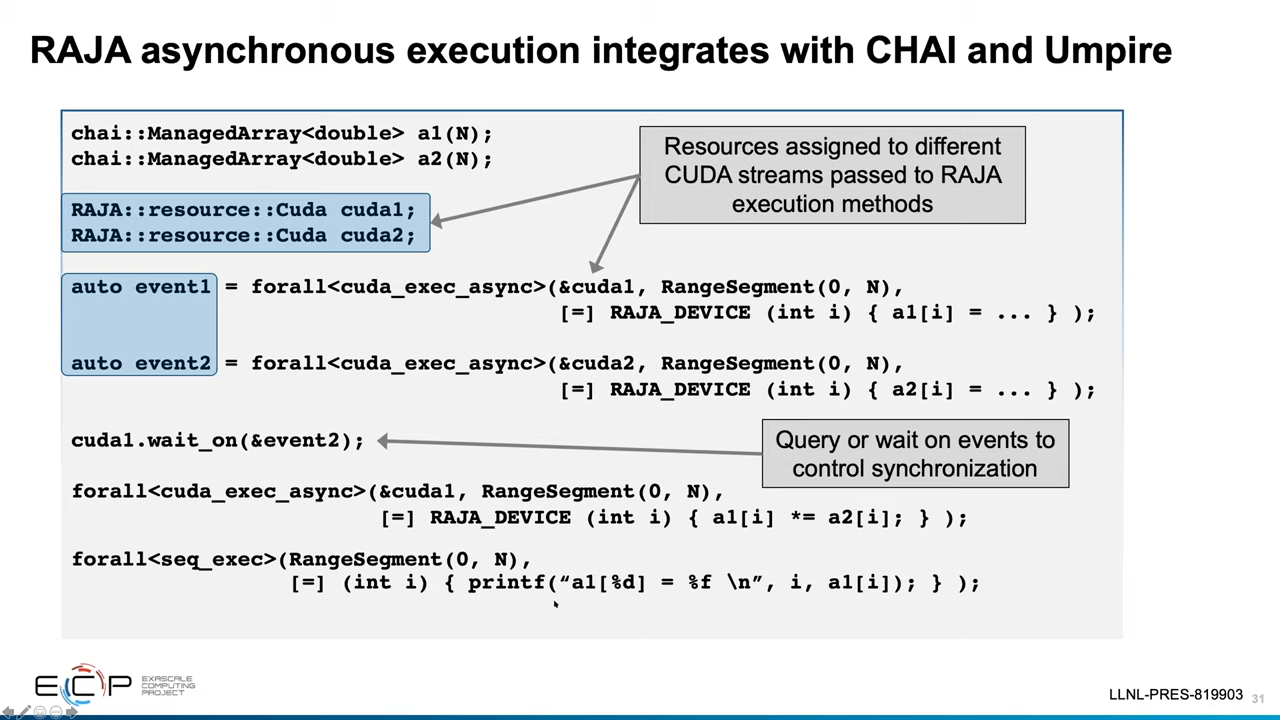 RAJA asynchronous execution integrates with CHAI and Umpire
chai::ManagedArray<double> a1(N);
chai::ManagedArray<double> a2(N);
Resources assigned to different
CUDA streams passed to RAJA
execution methods
RAJA::resource::Cuda cuda1;
RAJA::resource::Cuda cuda2;
auto event1 = forall<cuda_exec_async>(&cuda1, RangeSegment(0, N),
[=] RAJA_DEVICE (int i) { a1[i] = ... } );
auto event2 = forall<cuda_exec_async>(&cuda2, RangeSegment(0, N),
[=] RAJA_DEVICE (int i) { a2[i] = ... } );
cuda1.wait_on(&event2);
Query or wait on events to
control synchronization
forall<cuda_exec_async>(&cuda1, RangeSegment(0, N),
[=] RAJA_DEVICE (int i) { a1[i] *= a2[i]; } );
forall<seq_exec>(RangeSegment(0, N),
[=] (int i) { printf(“a1[%d] = %f \n”, i, a1[i]); } );
ECP
EXASCALE
COMPUTING
PROJECT
LLNL-PRES-819903
31